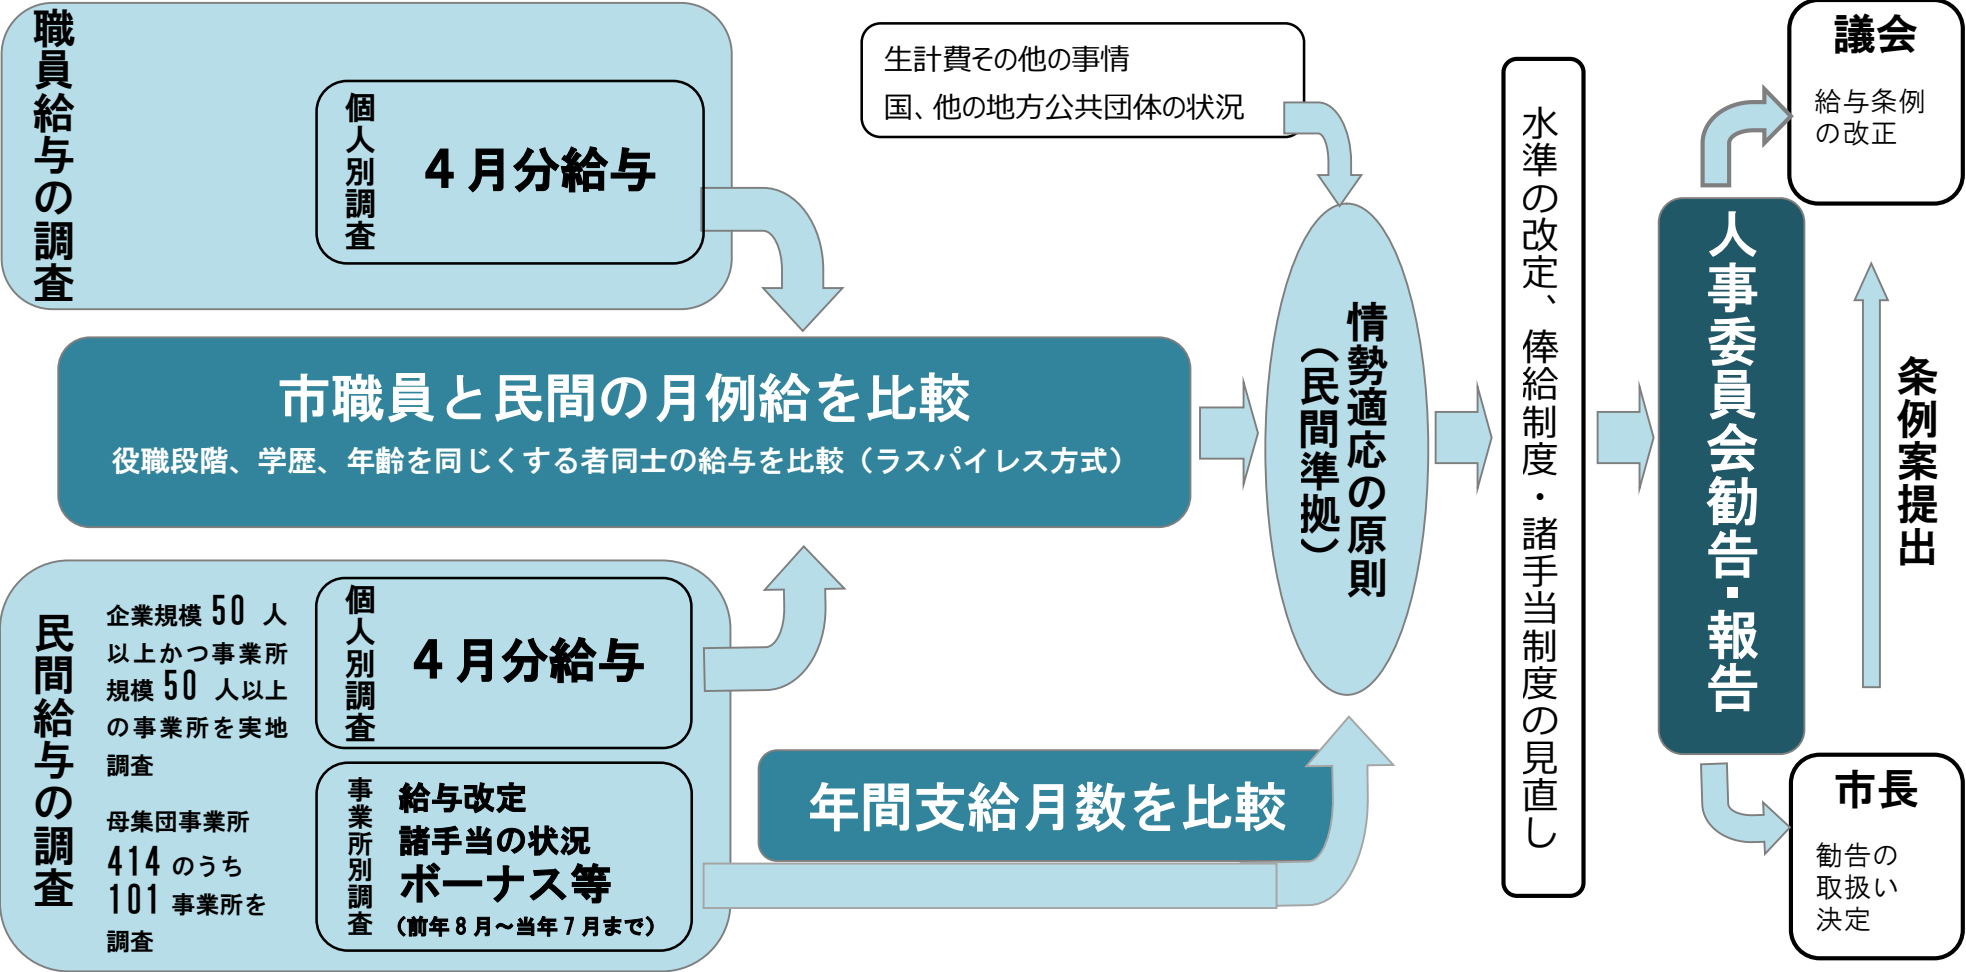 職員給与の調査
個人別調査
４月分給与
生計費その他の事情
国、他の地方公共団体の状況
市職員と民間の月例給を比較
役職段階、学歴、年齢を同じくする者同士の給与を比較（ラスパイレス方式）
民間給与の調査
企業規模 50 人
以上かつ事業所
規模 50 人以上
の事業所を実地
調査
母集団事業所
414 のうち
101 事業所を
調査
個人別調査
４月分給与
事業所別調査
給与改定
諸手当の状況
ボーナス等
（前年８月～当年７月まで）
年間支給月数を比較
情勢適応の原則
（民間準拠）
水準の改定、俸給制度・諸手当制度の見直し
人事委員会勧告・報告
議会
給与条例
の改正
条例案提出
市長
勧告の
取扱い
決定